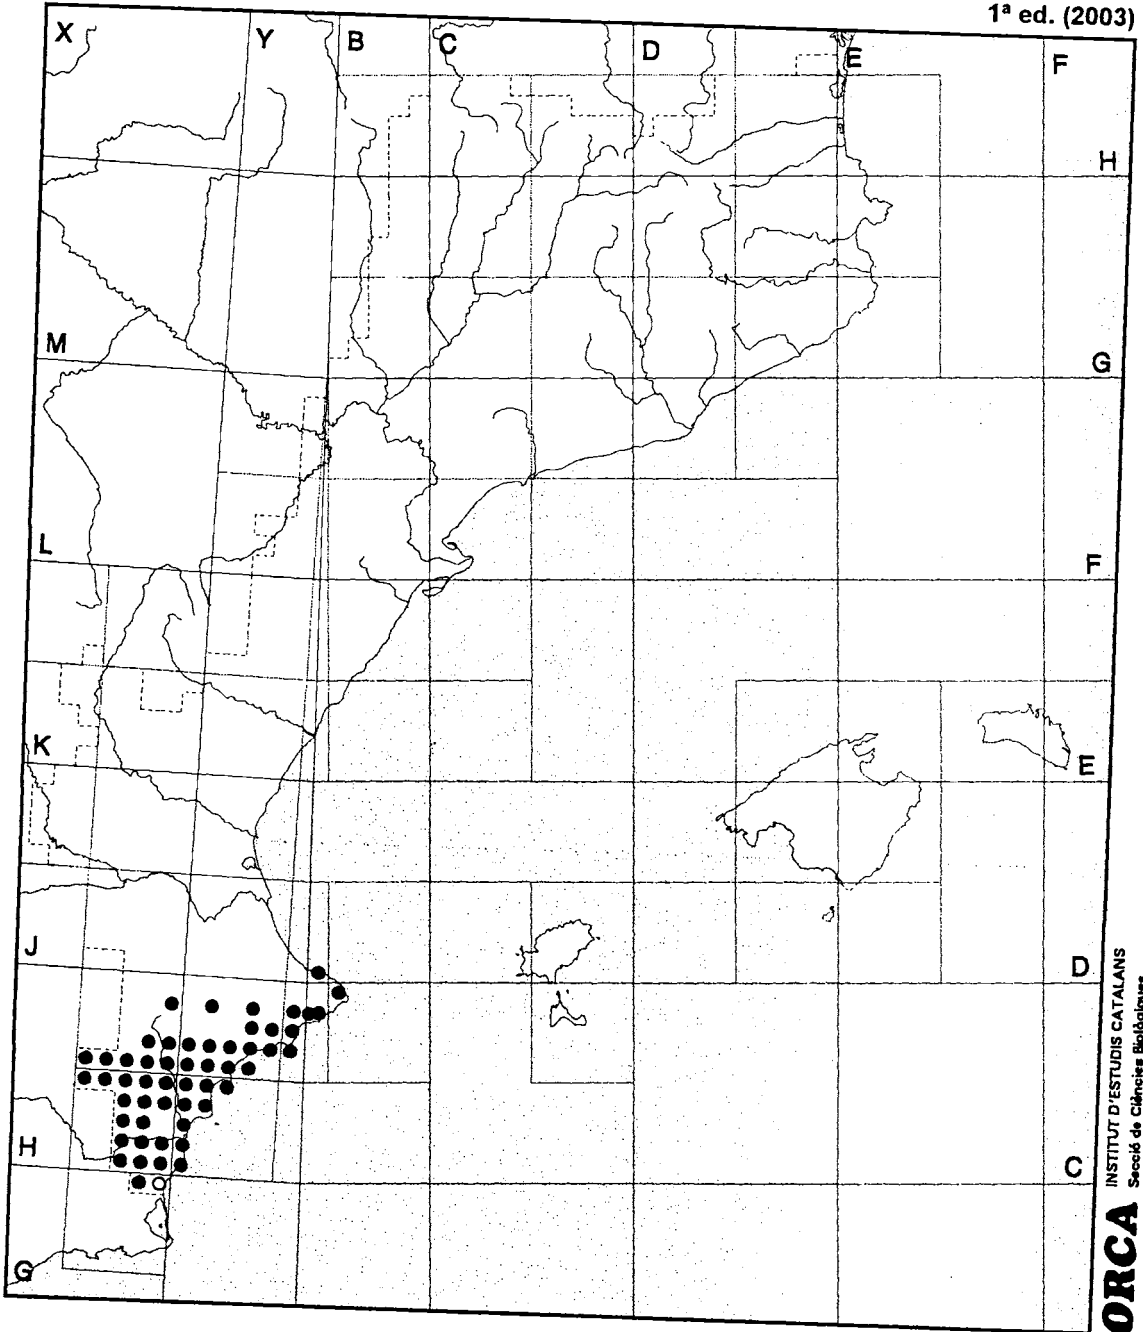 1ª ed. (2003)
X
Y
B
C
D
E
F
H
M
G
L
F
K
E
J
D
H
C
G
ORCA
INSTITUT D'ESTUDIS CATALANS
Secció de Ciències Biològiques